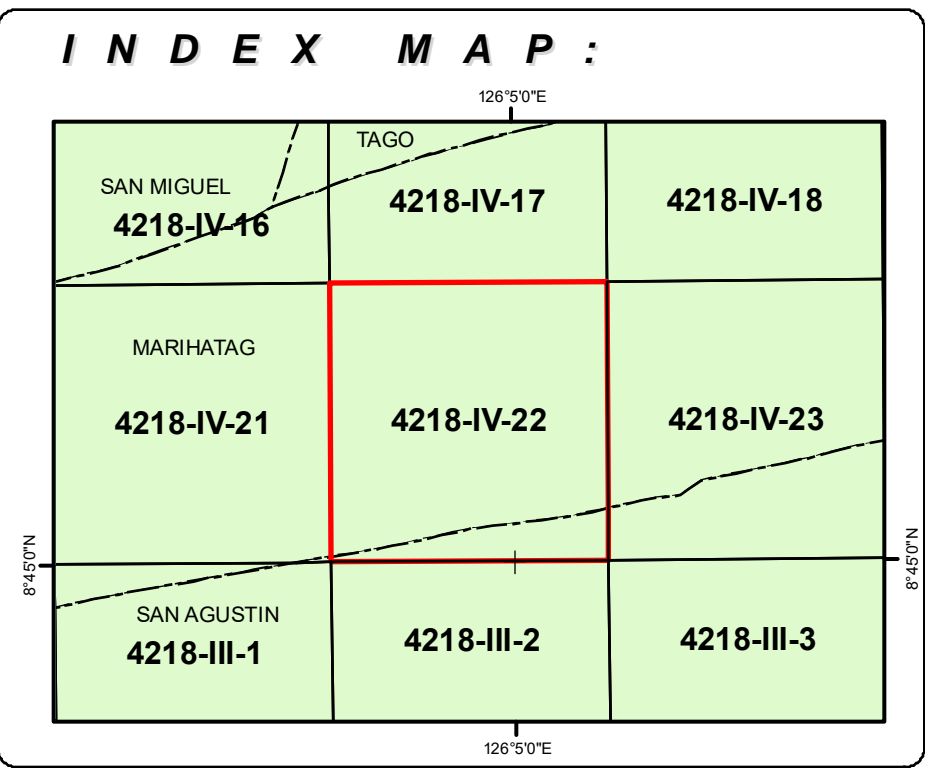 INDEX MAP:
126°5'0"E
TAGO
SAN MIGUEL
4218-IV-16
4218-IV-17
4218-IV-18
MARIHATAG
4218-IV-21
4218-IV-22
4218-IV-23
8°45'0"N
8°45'0"N
SAN AGUSTIN
4218-III-1
4218-III-2
4218-III-3
126°5'0"E